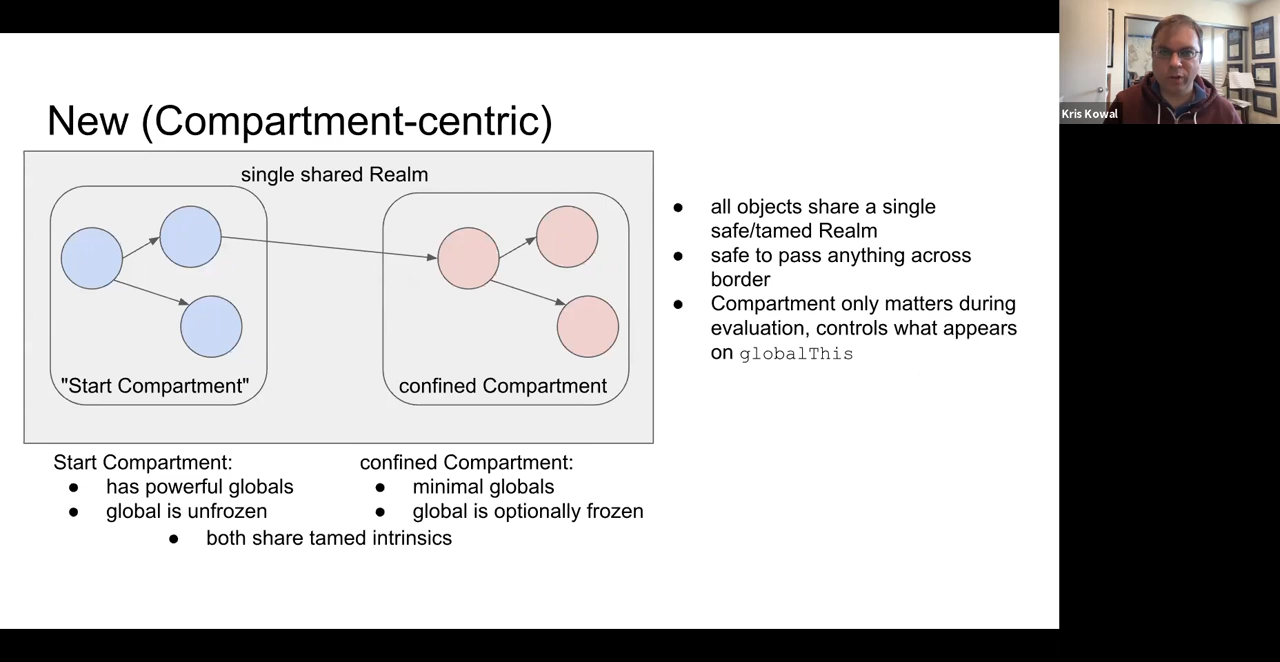 New (Compartment-centric)
single shared Realm
"Start Compartment"
confined Compartment
● all objects share a single
safe/tamed Realm
● safe to pass anything across
border
● Compartment only matters during
evaluation, controls what appears
on globalThis
Start Compartment:
● has powerful globals
● global is unfrozen
confined Compartment:
● minimal globals
● global is optionally frozen
● both share tamed intrinsics
Kris Kowal